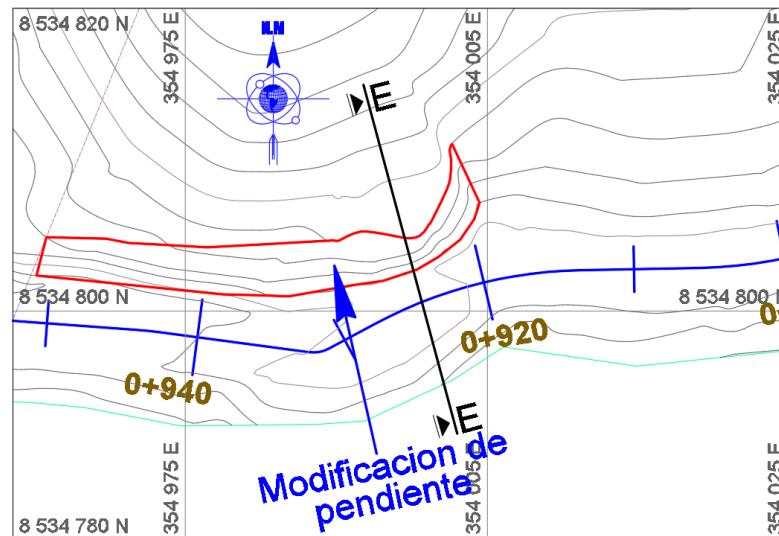 8 534 820 N
354 975 E
N.N
E
354 005 E
354 025 E
8 534 800 N
8 534 800 N
0+940
0+920
0+
E
354 975 E
354 005 E
354 025 E
Modificacion de
pendiente
8 534 780 N